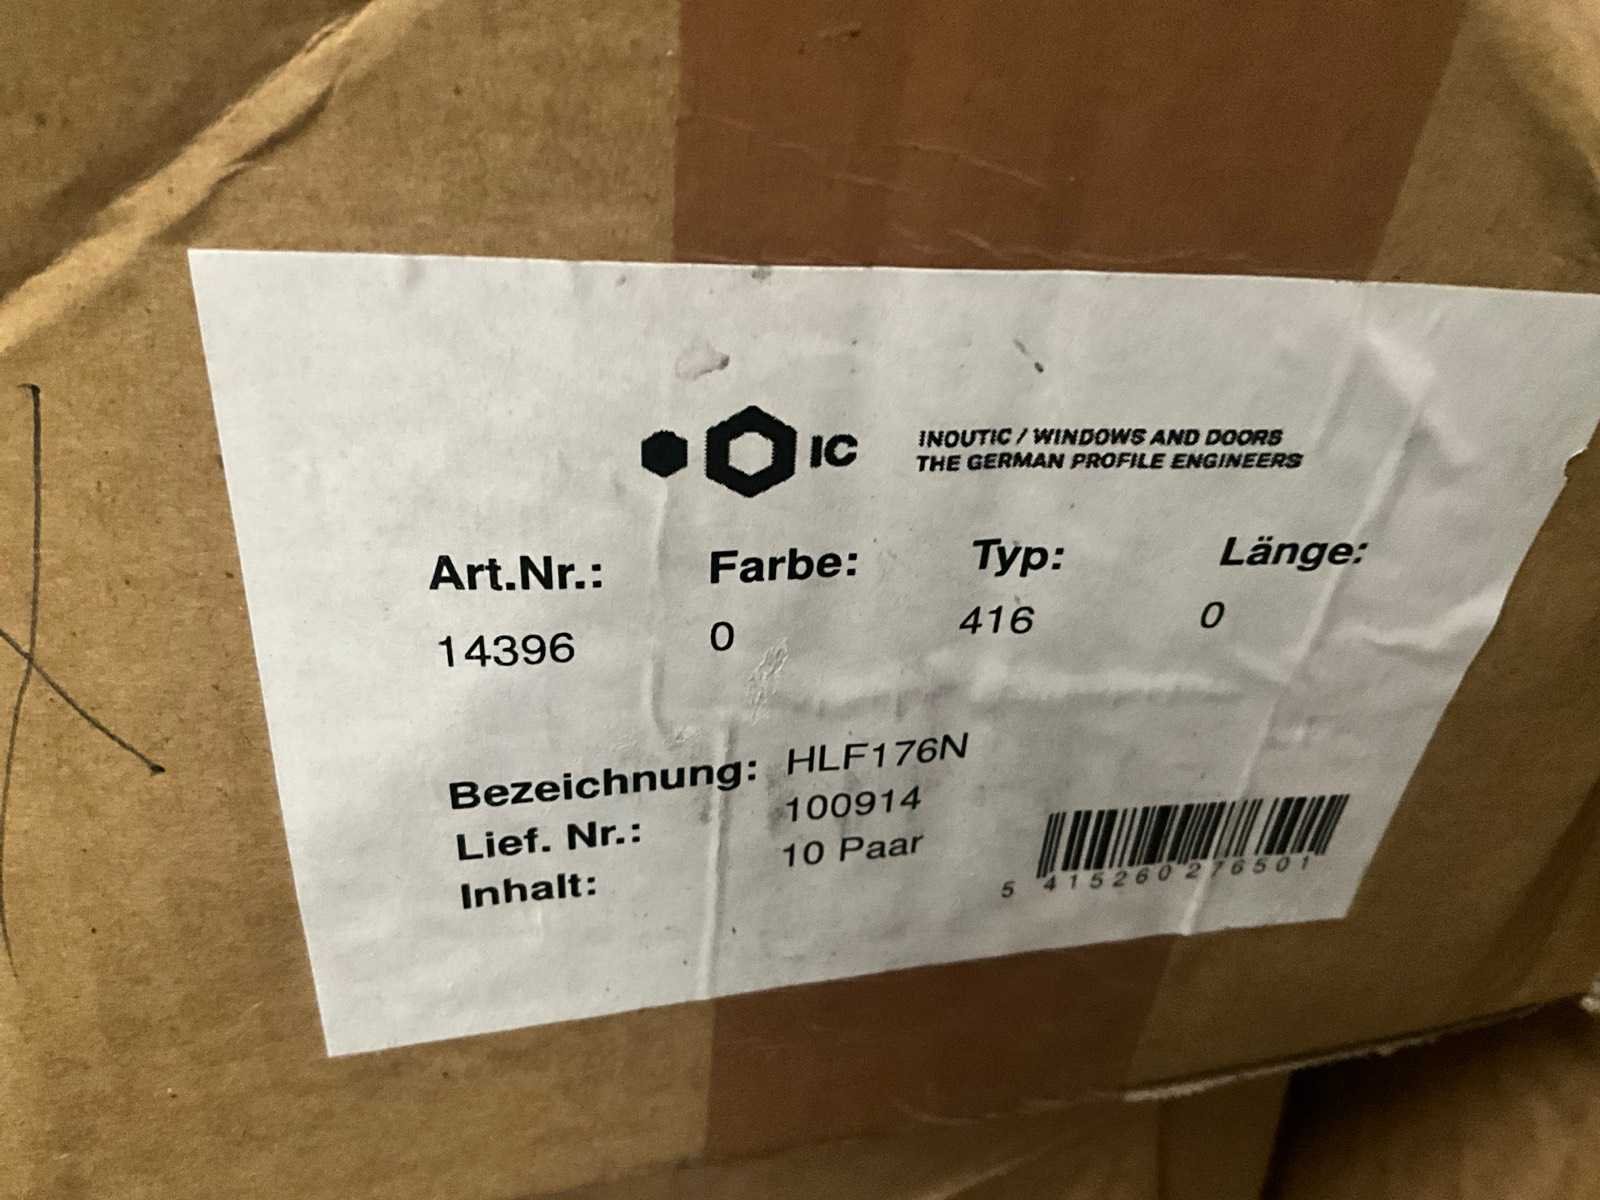 IC
INOUTIC / WINDOWS AND DOORS
THE GERMAN PROFILE ENGINEERS
Art.Nr.: Farbe: Typ: Länge:
14396 0 416 0
Bezeichnung: HLF176N
Lief. Nr.: 100914
Inhalt: 10 Paar
5 415260 276501